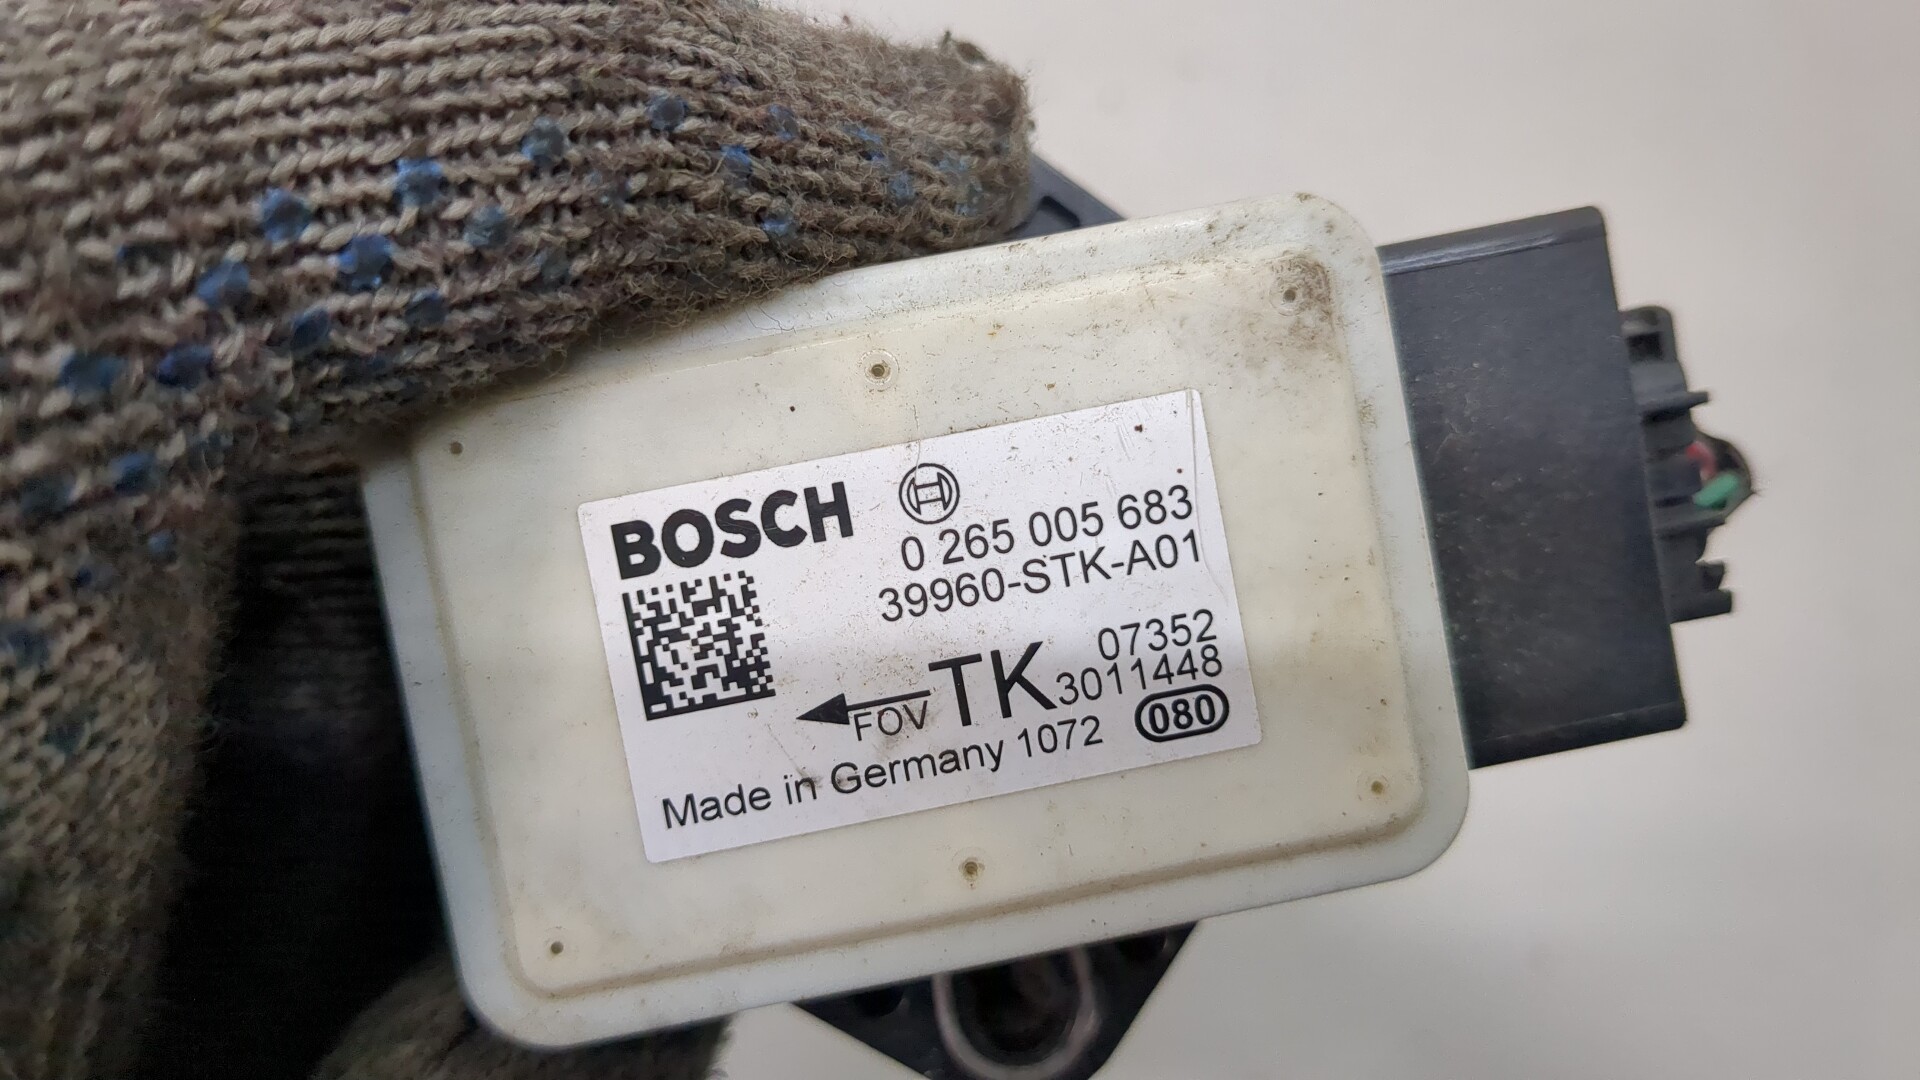 BOSCH
0 265 005 683
39960-STK-A01
07352
TK 3011448
FOV
080
Made in Germany 1072